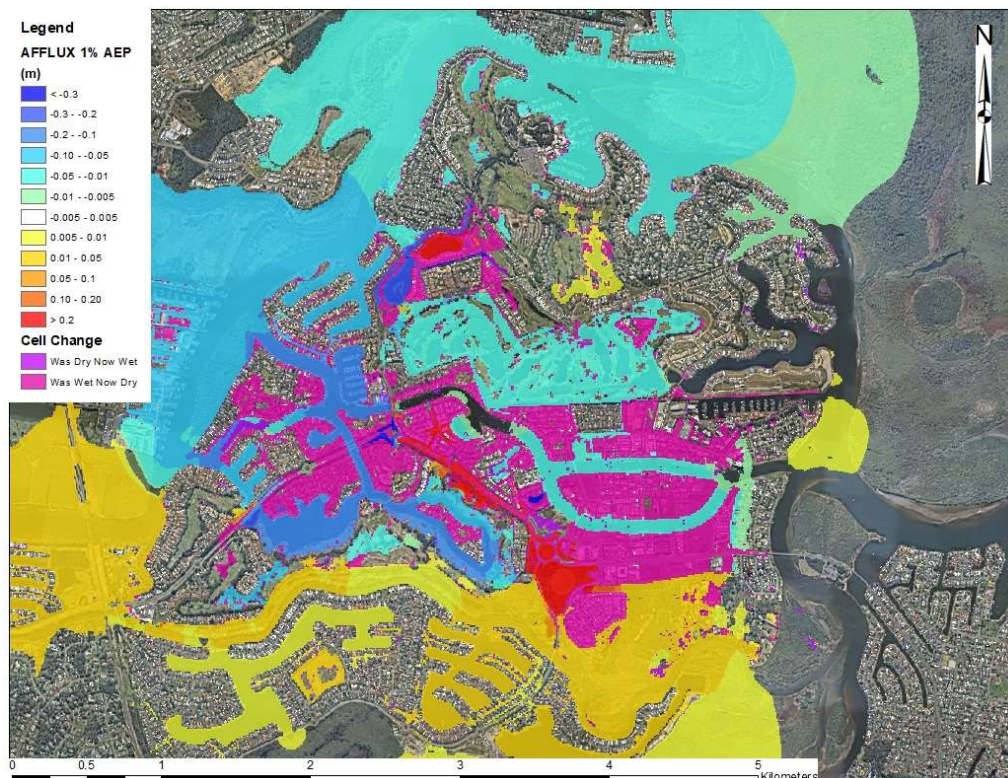 Legend
AFFLUX 1% AEP
(m)
< -0.3
-0.3 - -0.2
-0.2 - -0.1
-0.10 - -0.05
-0.05 - -0.01
-0.01 - -0.005
-0.005 - 0.005
0.005 - 0.01
0.01 - 0.05
0.05 - 0.1
0.10 - 0.20
> 0.2
Cell Change
Was Dry Now Wet
Was Wet Now Dry
N
0 0.5 1 2 3 4 5
Kilometers